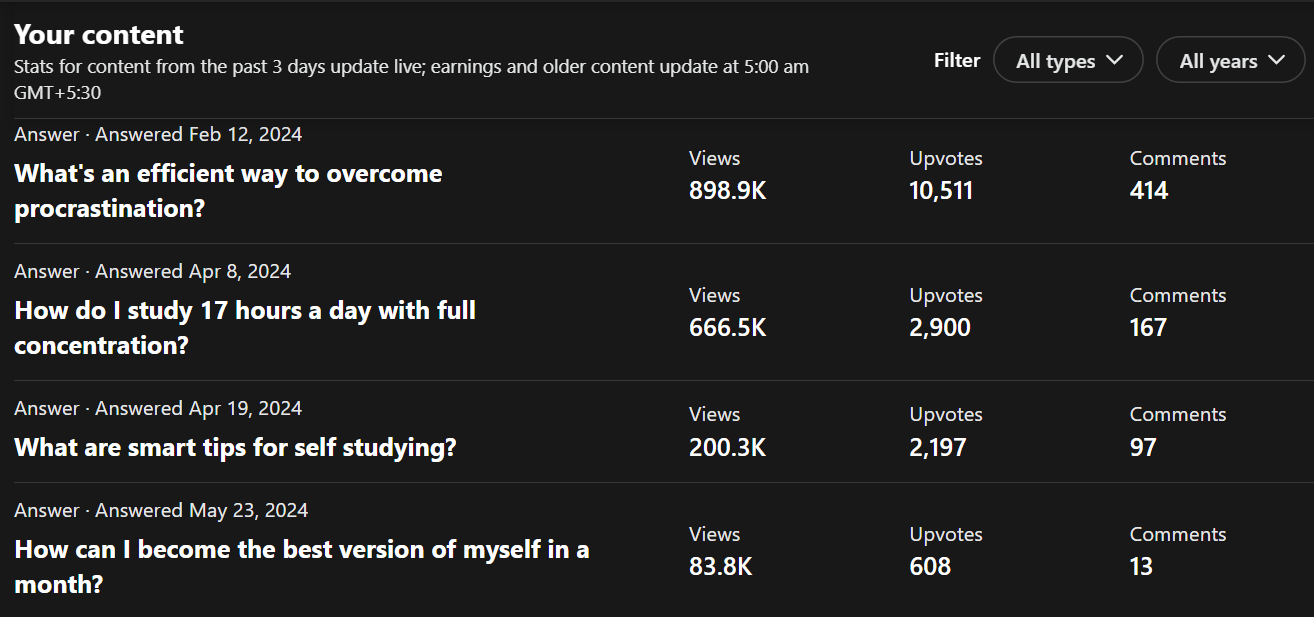 Your content
Stats for content from the past 3 days update live; earnings and older content update at 5:00 am
GMT+5:30
Filter
All types
All years
Answer · Answered Feb 12, 2024
What's an efficient way to overcome
procrastination?
Views
898.9K
Upvotes
10,511
Comments
414
Answer · Answered Apr 8, 2024
How do I study 17 hours a day with full
concentration?
Views
666.5K
Upvotes
2,900
Comments
167
Answer · Answered Apr 19, 2024
What are smart tips for self studying?
Views
200.3K
Upvotes
2,197
Comments
97
Answer · Answered May 23, 2024
How can I become the best version of myself in a
month?
Views
83.8K
Upvotes
608
Comments
13